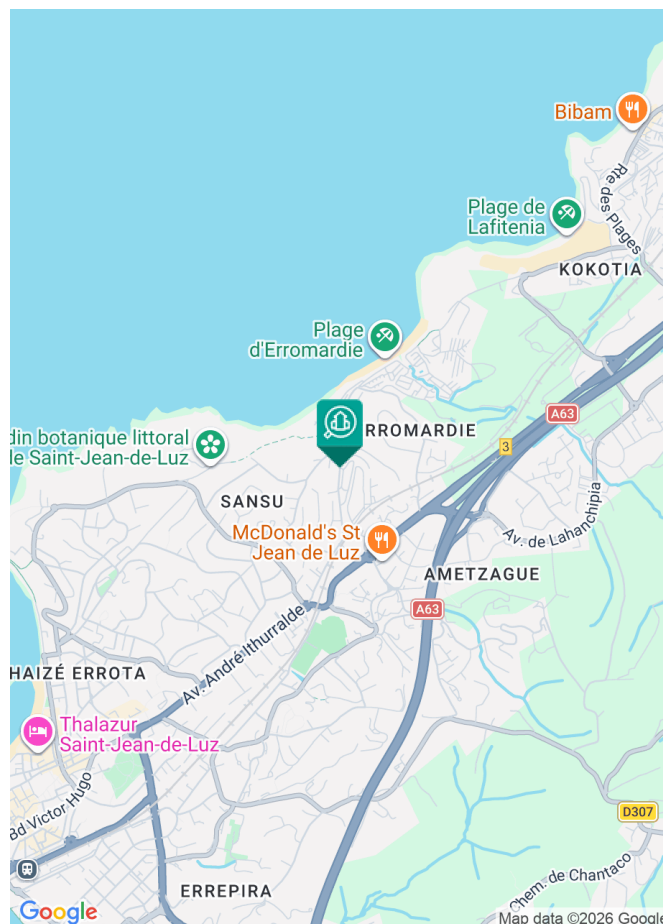 Bibam
Rte des Plages
Plage de
Lafitenia
KOKOTIA
Plage
d'Erromardie
A63
RROMARDIE
3
din botanique littoral
le Saint-Jean-de-Luz
SANSU
McDonald's St
Jean de Luz
Av. de Lahanchipia
AMETZAGUE
A63
Av. André Ithurralde
HAIZÉ ERROTA
Thalazur
Saint-Jean-de-Luz
Bd Victor Hugo
D307
Chem. de Chantaco
ERREPIRA
Google
Map data ©2026 Google